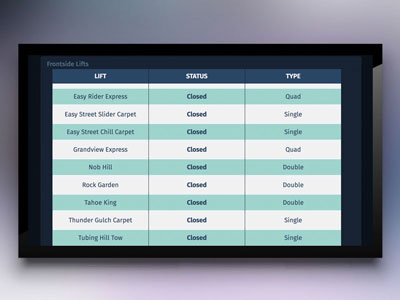 Frontside Lifts
LIFT STATUS TYPE
Easy Rider Express Closed Quad
Easy Street Slider Carpet Closed Single
Easy Street Chill Carpet Closed Single
Grandview Express Closed Quad
Nob Hill Closed Double
Rock Garden Closed Double
Tahoe King Closed Double
Thunder Gulch Carpet Closed Single
Tubing Hill Tow Closed Single